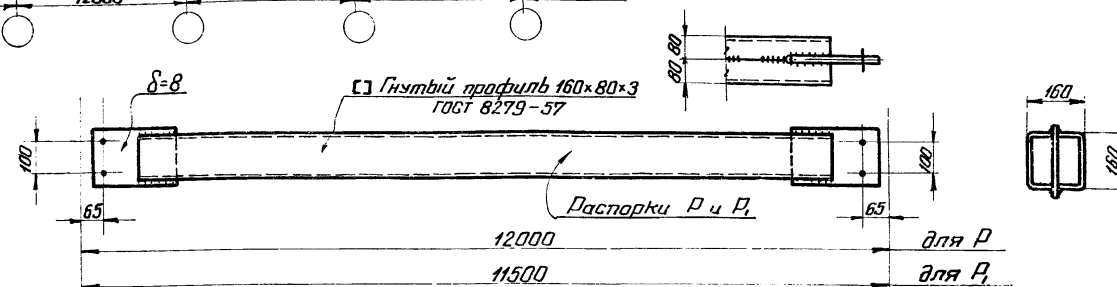 12000
80 80
δ=8
[] Гнутый профиль 160×80×3
ГОСТ 8279-57
160
100
100
160
Распорки Р и Р₁
65
65
12000
для Р
11500
для Р₁